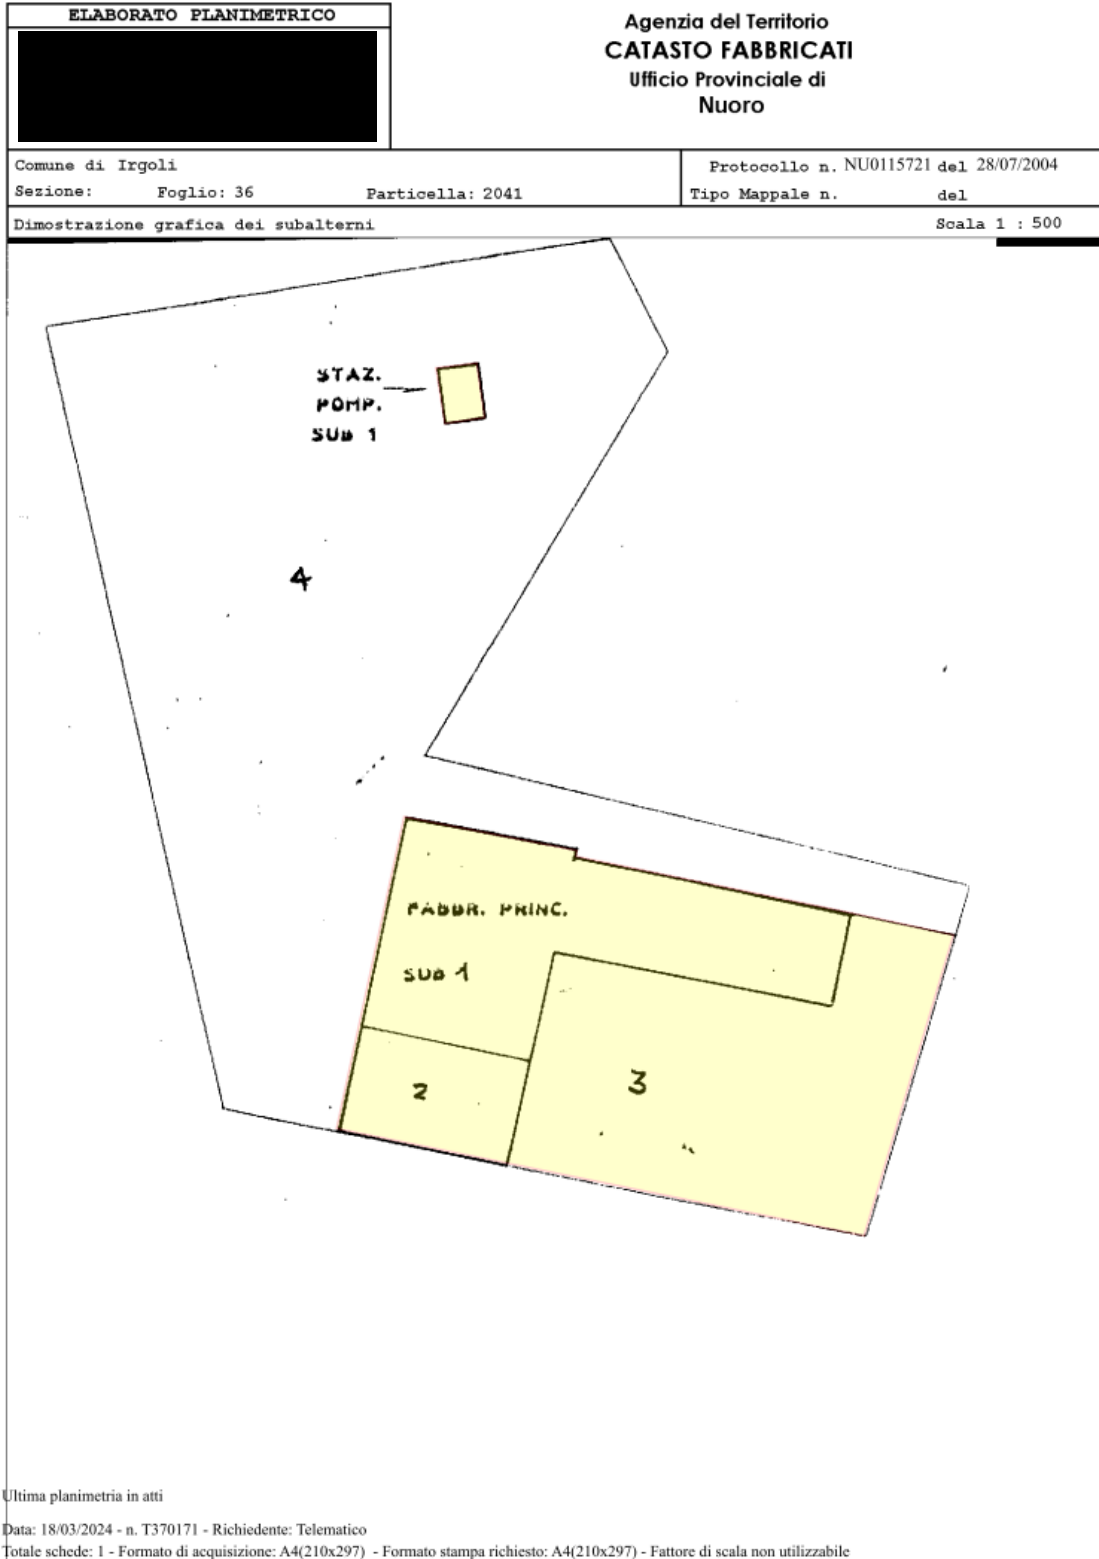 ELABORATO PLANIMETRICO
Agenzia del Territorio
CATASTO FABBRICATI
Ufficio Provinciale di
Nuoro
Comune di Irgoli
Sezione: Foglio: 36 Particella: 2041
Protocollo n. NU0115721 del 28/07/2004
Tipo Mappale n. del
Dimostrazione grafica dei subalterni
Scala 1 : 500
STAZ.
POMP.
SUB 1
4
FABBR. PRINC.
SUB 1
2
3
Ultima planimetria in atti
Data: 18/03/2024 - n. T370171 - Richiedente: Telematico
Totale schede: 1 - Formato di acquisizione: A4(210x297) - Formato stampa richiesto: A4(210x297) - Fattore di scala non utilizzabile